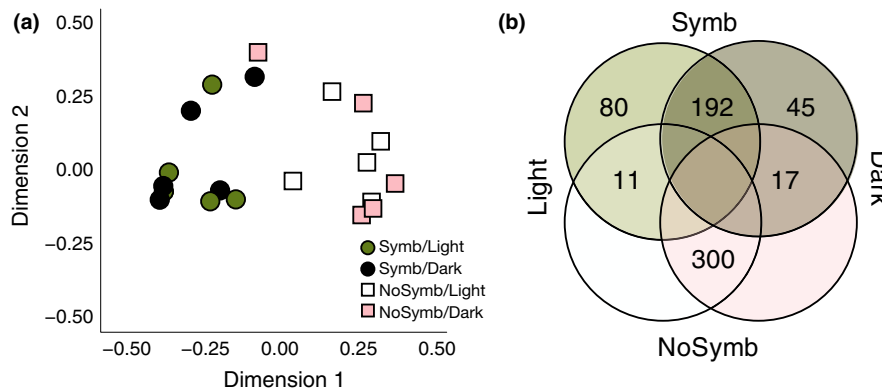 (a)
0.50
0.25
0.00
−0.25
−0.50
Dimension 2
−0.50 −0.25 0.00 0.25 0.50
Dimension 1
Symb/Light
Symb/Dark
NoSymb/Light
NoSymb/Dark
(b)
Symb
80 192 45
11 17
300
Light
Dark
NoSymb